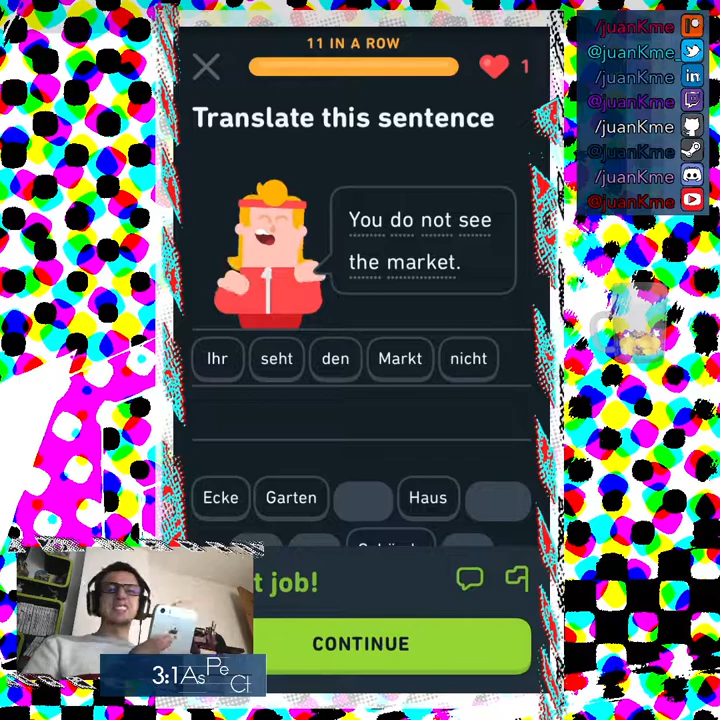 11 IN A ROW
1
Translate this sentence
You do not see
the market.
Ihr seht den Markt nicht
Ecke Garten Haus
t job!
CONTINUE
3:1AsPeCt
/juanKme
@juanKme_
/juanKme
@juanKme
/juanKme
@juanKme
/juanKme
@juanKme